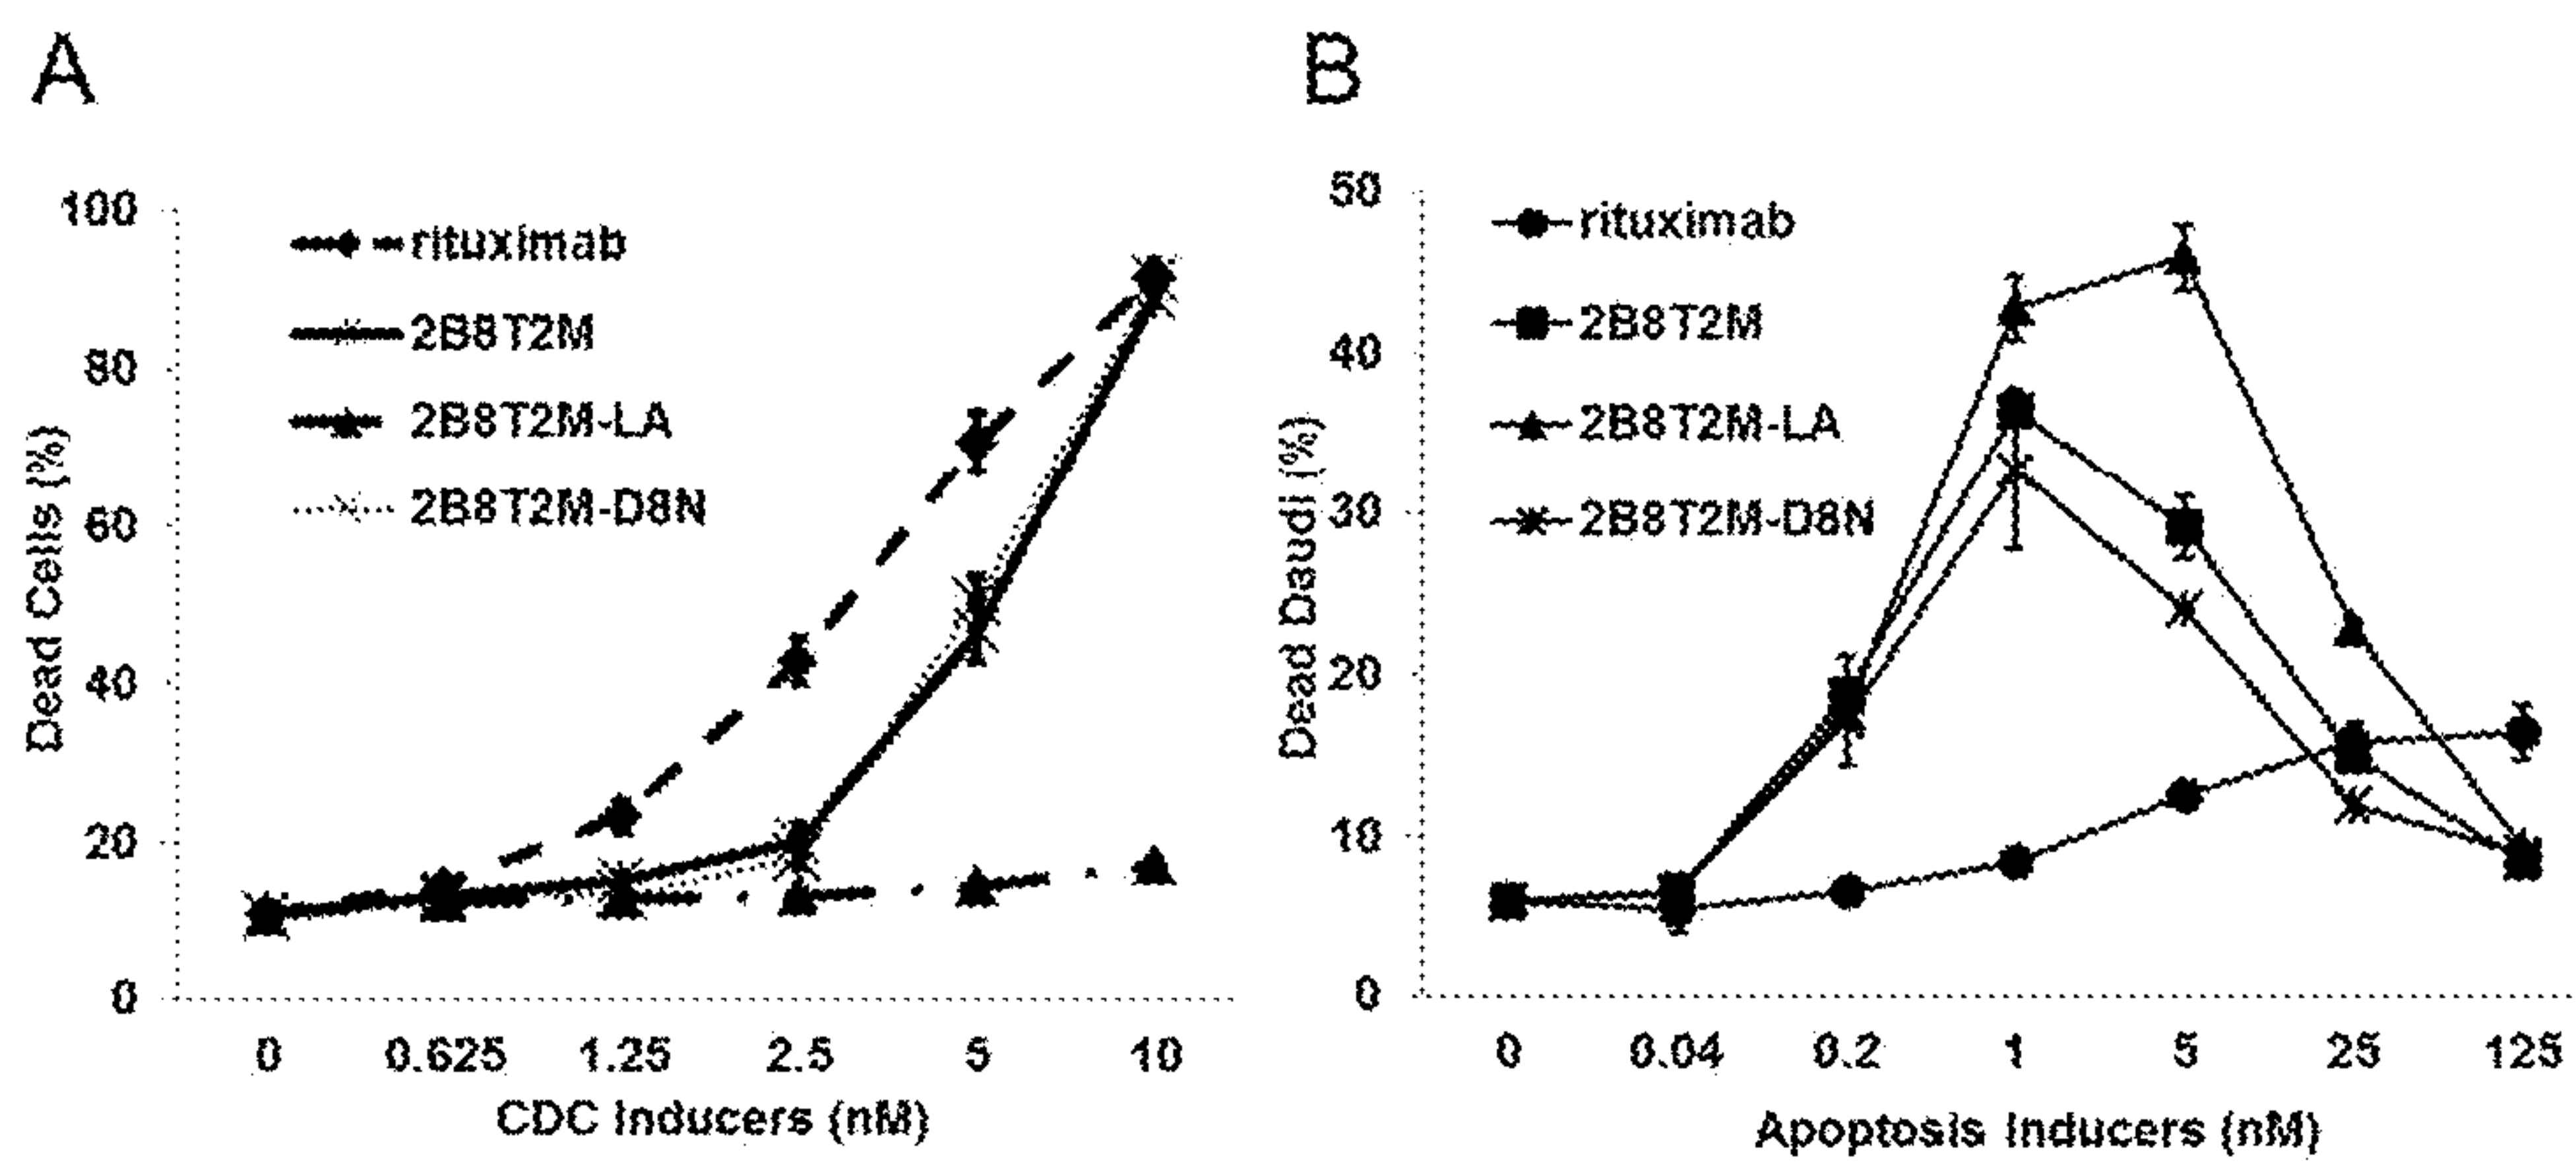 A
100
80
60
40
20
0
Dead Cells (%)
rituximab
2B8T2M
2B8T2M-LA
2B8T2M-D8N
0 0.625 1.25 2.5 5 10
CDC Inducers (nM)
B
50
40
30
20
10
0
Dead Daudi (%)
rituximab
2B8T2M
2B8T2M-LA
2B8T2M-D8N
0 0.04 0.2 1 5 25 125
Apoptosis Inducers (nM)